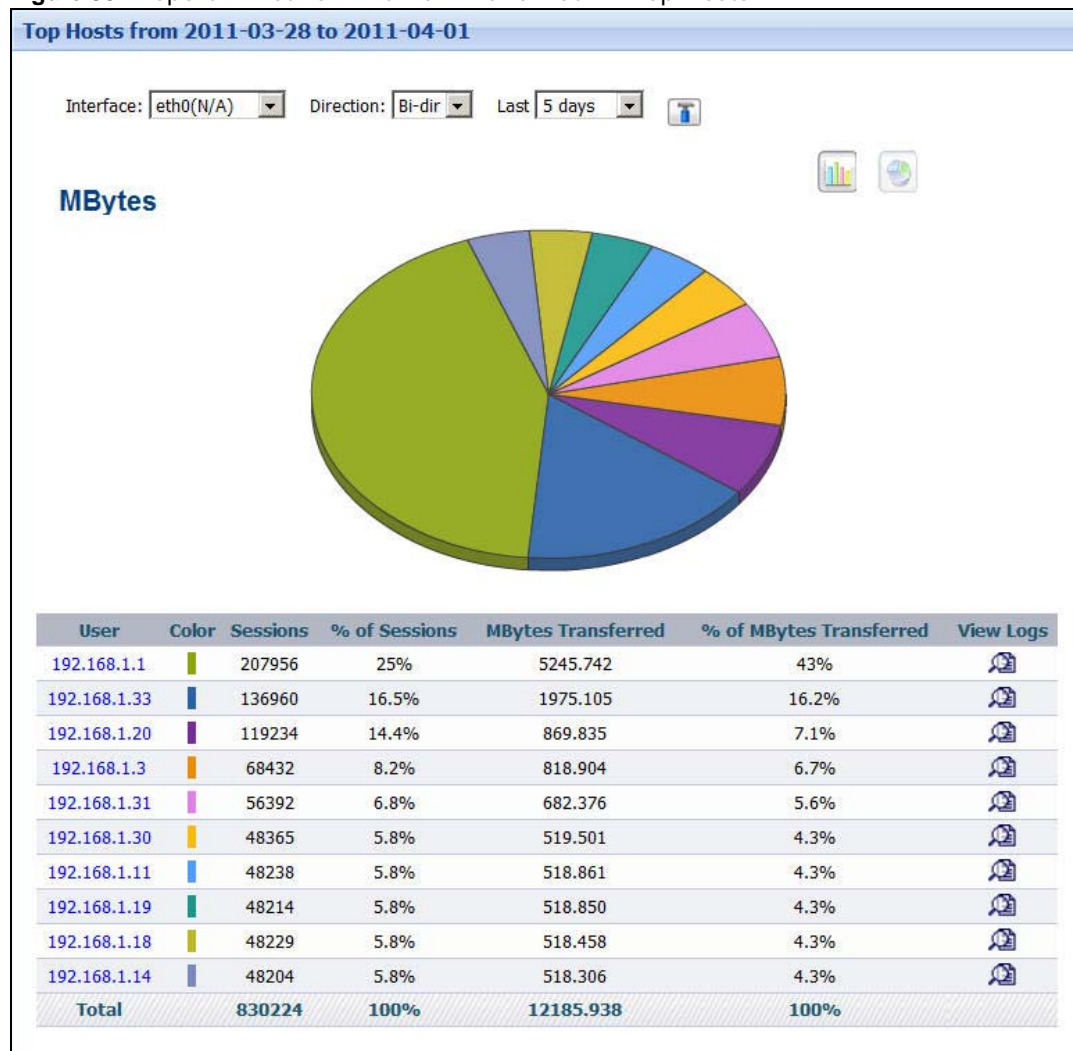 Top Hosts from 2011-03-28 to 2011-04-01
Interface: eth0(N/A) Direction: Bi-dir Last 5 days
MBytes
User Color Sessions % of Sessions MBytes Transferred % of MBytes Transferred View Logs
192.168.1.1 207956 25% 5245.742 43%
192.168.1.33 136960 16.5% 1975.105 16.2%
192.168.1.20 119234 14.4% 869.835 7.1%
192.168.1.3 68432 8.2% 818.904 6.7%
192.168.1.31 56392 6.8% 682.376 5.6%
192.168.1.30 48365 5.8% 519.501 4.3%
192.168.1.11 48238 5.8% 518.861 4.3%
192.168.1.19 48214 5.8% 518.850 4.3%
192.168.1.18 48229 5.8% 518.458 4.3%
192.168.1.14 48204 5.8% 518.306 4.3%
Total 830224 100% 12185.938 100%